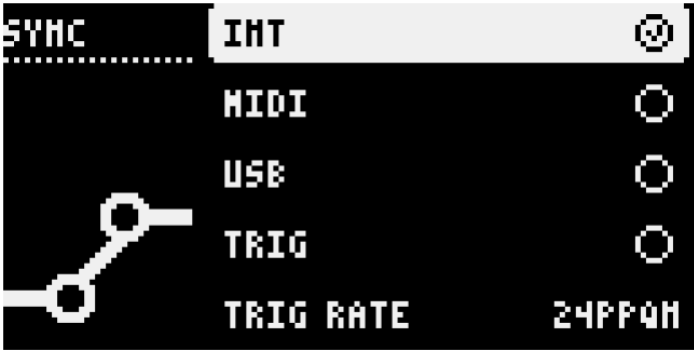 SYNC
INT
MIDI
USB
TRIG
TRIG RATE 24PPQN